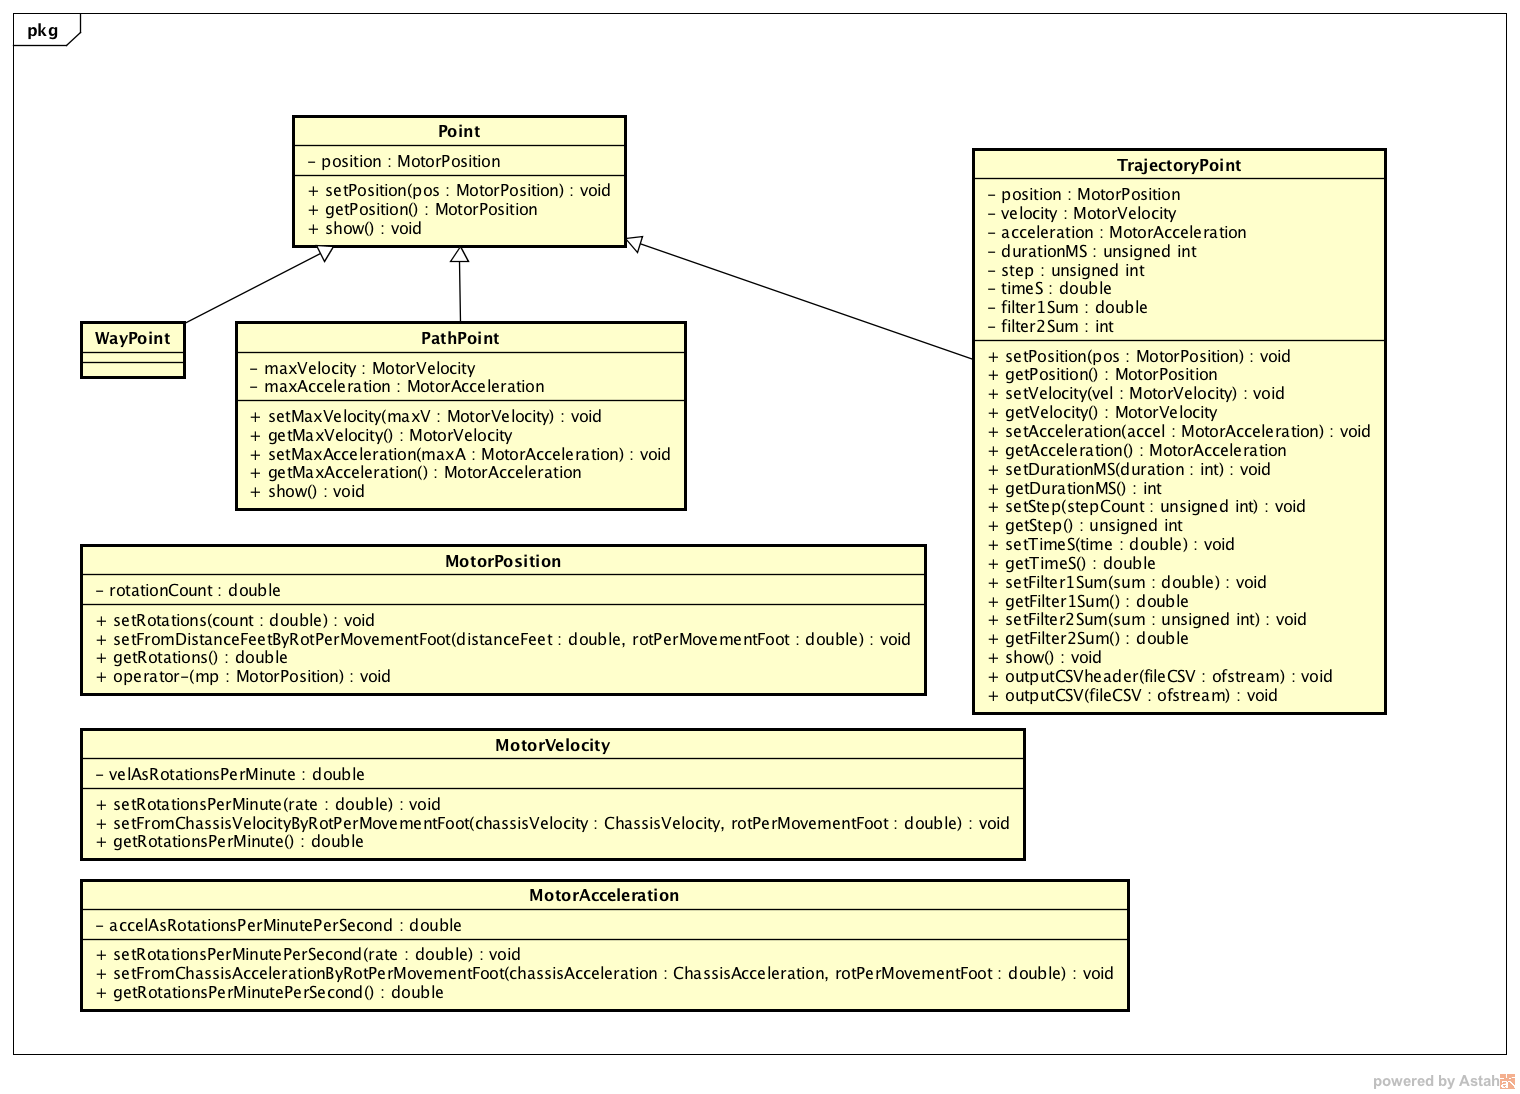 pkg
Point
- position : MotorPosition
+ setPosition(pos : MotorPosition) : void
+ getPosition() : MotorPosition
+ show() : void
TrajectoryPoint
- position : MotorPosition
- velocity : MotorVelocity
- acceleration : MotorAcceleration
- durationMS : unsigned int
- step : unsigned int
- timeS : double
- filter1Sum : double
- filter2Sum : int
+ setPosition(pos : MotorPosition) : void
+ getPosition() : MotorPosition
+ setVelocity(vel : MotorVelocity) : void
+ getVelocity() : MotorVelocity
+ setAcceleration(accel : MotorAcceleration) : void
+ getAcceleration() : MotorAcceleration
+ setDurationMS(duration : int) : void
+ getDurationMS() : int
+ setStep(stepCount : unsigned int) : void
+ getStep() : unsigned int
+ setTimeS(time : double) : void
+ getTimeS() : double
+ setFilter1Sum(sum : double) : void
+ getFilter1Sum() : double
+ setFilter2Sum(sum : unsigned int) : void
+ getFilter2Sum() : double
+ show() : void
+ outputCSVheader(fileCSV : ofstream) : void
+ outputCSV(fileCSV : ofstream) : void
WayPoint
PathPoint
- maxVelocity : MotorVelocity
- maxAcceleration : MotorAcceleration
+ setMaxVelocity(maxV : MotorVelocity) : void
+ getMaxVelocity() : MotorVelocity
+ setMaxAcceleration(maxA : MotorAcceleration) : void
+ getMaxAcceleration() : MotorAcceleration
+ show() : void
MotorPosition
- rotationCount : double
+ setRotations(count : double) : void
+ setFromDistanceFeetByRotPerMovementFoot(distanceFeet : double, rotPerMovementFoot : double) : void
+ getRotations() : double
+ operator-(mp : MotorPosition) : void
MotorVelocity
- velAsRotationsPerMinute : double
+ setRotationsPerMinute(rate : double) : void
+ setFromChassisVelocityByRotPerMovementFoot(chassisVelocity : ChassisVelocity, rotPerMovementFoot : double) : void
+ getRotationsPerMinute() : double
MotorAcceleration
- accelAsRotationsPerMinutePerSecond : double
+ setRotationsPerMinutePerSecond(rate : double) : void
+ setFromChassisAccelerationByRotPerMovementFoot(chassisAcceleration : ChassisAcceleration, rotPerMovementFoot : double) : void
+ getRotationsPerMinutePerSecond() : double
powered by Astah